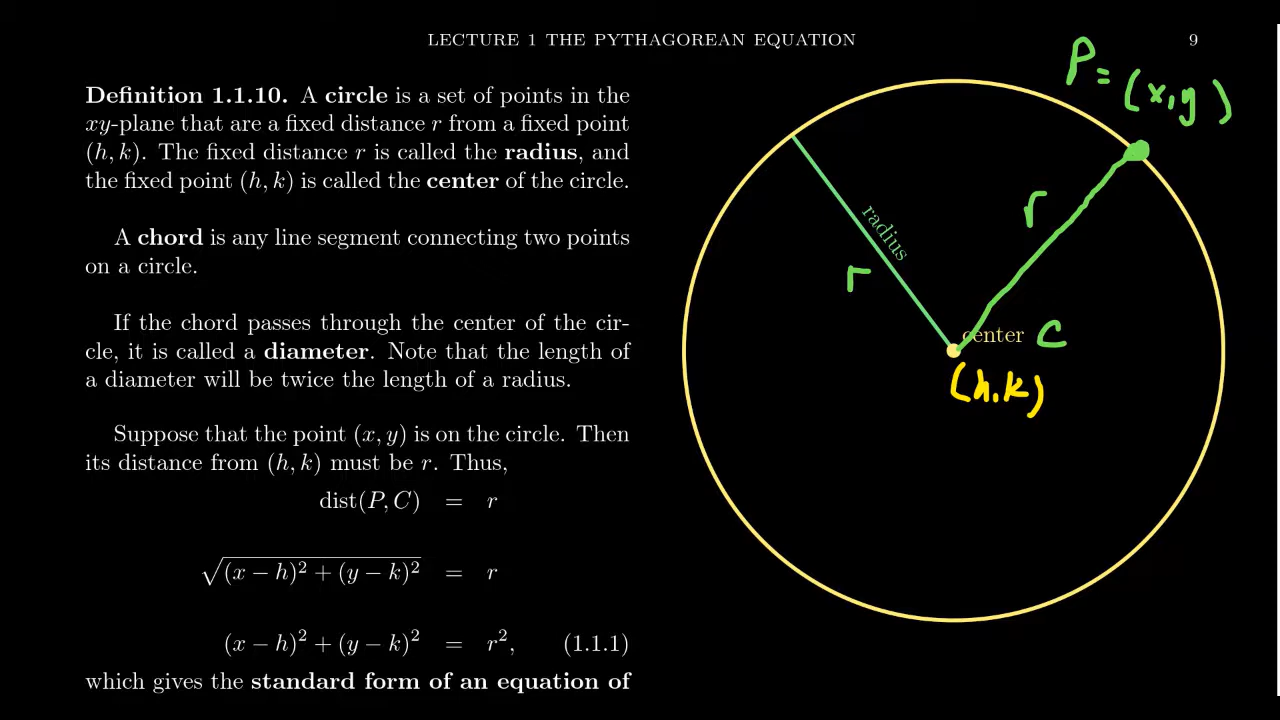 LECTURE 1 THE PYTHAGOREAN EQUATION 9
Definition 1.1.10. A circle is a set of points in the
xy-plane that are a fixed distance r from a fixed point
(h, k). The fixed distance r is called the radius, and
the fixed point (h, k) is called the center of the circle.
A chord is any line segment connecting two points
on a circle.
If the chord passes through the center of the cir-
cle, it is called a diameter. Note that the length of
a diameter will be twice the length of a radius.
Suppose that the point (x, y) is on the circle. Then
its distance from (h, k) must be r. Thus,
dist(P, C) = r
√(x − h)² + (y − k)² = r
(x − h)² + (y − k)² = r², (1.1.1)
which gives the standard form of an equation of
P = (x, y)
radius
r
r
center C
(h, k)